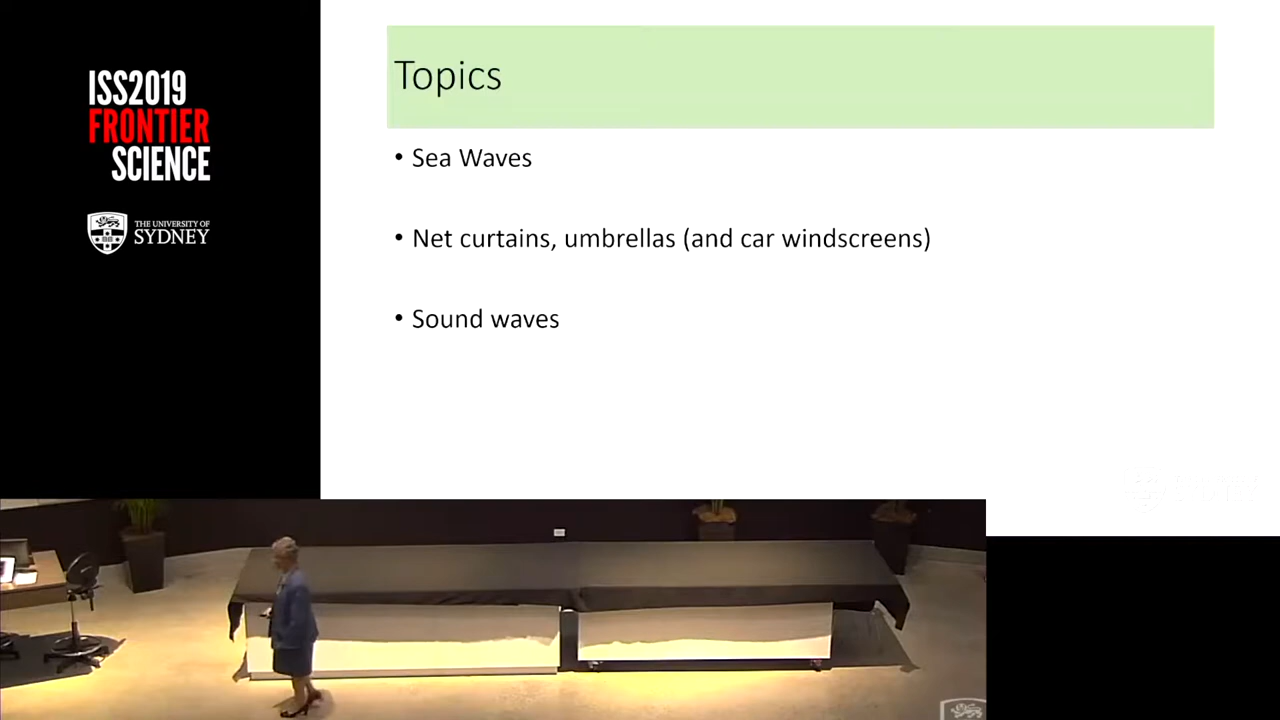 ISS2019
FRONTIER
SCIENCE
THE UNIVERSITY OF
SYDNEY
Topics
• Sea Waves
• Net curtains, umbrellas (and car windscreens)
• Sound waves